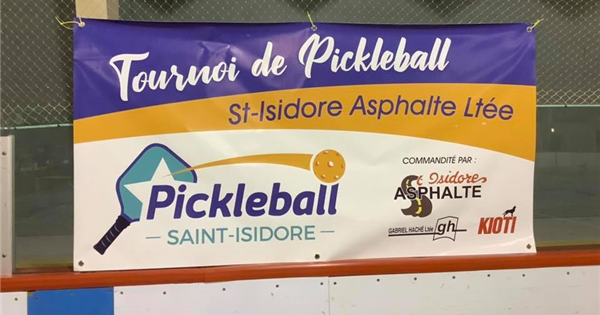 Tournoi de Pickleball
St-Isidore Asphalte Ltée
Pickleball
SAINT-ISIDORE
COMMANDITÉ PAR :
St Isidore
ASPHALTE
GABRIEL HACHÉ Ltée gh
KIOTI